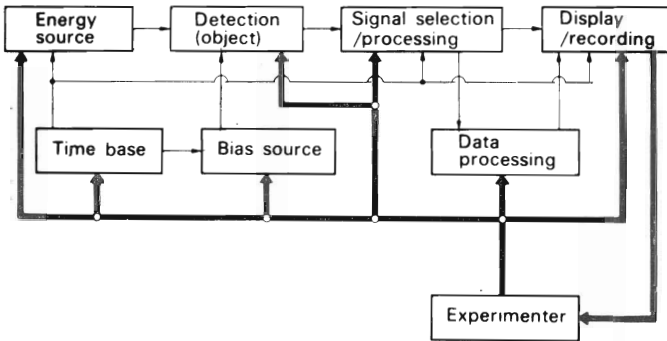 Energy
source
Detection
(object)
Signal selection
/processing
Display
/recording
Time base
Bias source
Data
processing
Experimenter